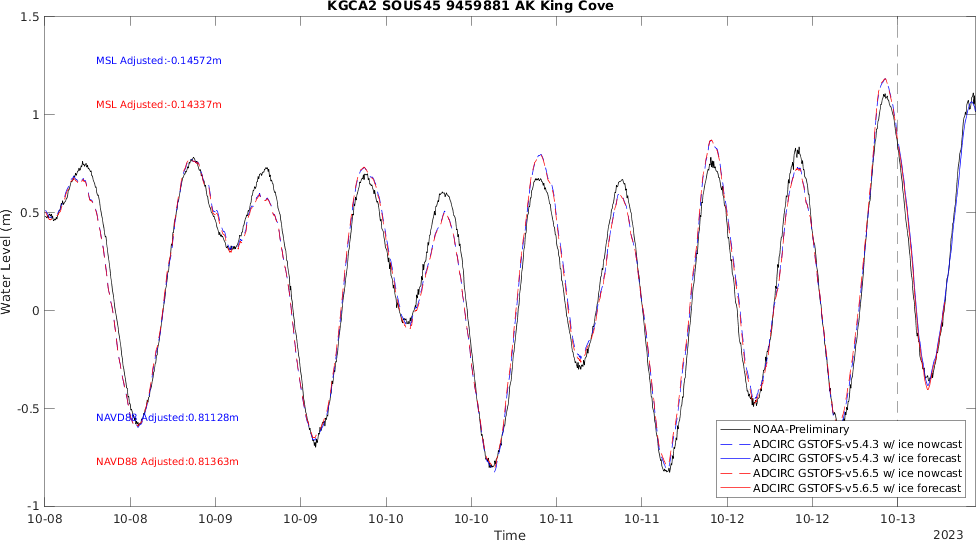 KGCA2 SOUS45 9459881 AK King Cove
1.5
MSL Adjusted:-0.14572m
MSL Adjusted:-0.14337m
1
0.5
Water Level (m)
0
-0.5
NAVD88 Adjusted:0.81128m
NAVD88 Adjusted:0.81363m
NOAA-Preliminary
ADCIRC GSTOFS-v5.4.3 w/ ice nowcast
ADCIRC GSTOFS-v5.4.3 w/ ice forecast
ADCIRC GSTOFS-v5.6.5 w/ ice nowcast
ADCIRC GSTOFS-v5.6.5 w/ ice forecast
-1
10-08 10-08 10-09 10-09 10-10 10-10 10-11 10-11 10-12 10-12 10-13
Time
2023